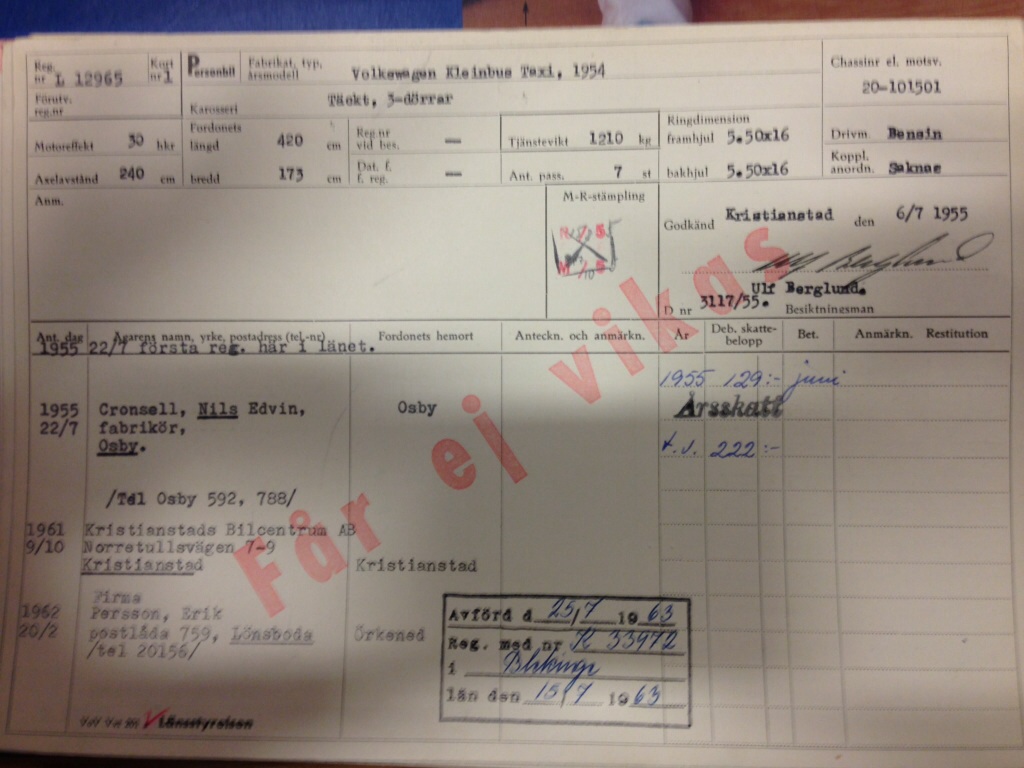 Reg. nr L 12965 Kort nr 1 Personbil Fabrikat, typ, årsmodell Volkswagen Kleinbus Taxi, 1954 Chassinr el. motsv. 20-101501
Förutv. reg.nr Karosseri Täckt, 3-dörrar
Motoreffekt 30 hkr Fordonets längd 420 cm Reg nr vid bes. — Tjänstevikt 1210 kg Ringdimension framhjul 5.50x16 Drivm. Bensin
Axelavstånd 240 cm bredd 173 cm Dat. f. f. reg. — Ant. pass. 7 st bakhjul 5.50x16 Koppl. anordn. Saknas
Anm. M-R-stämpling
Godkänd Kristianstad den 6/7 1955
Ulf Berglund
Ulf Berglund.
D nr 3117/55. Besiktningsman
Ant. dag Ägarens namn, yrke, postadress (tel-nr) Fordonets hemort Anteckn. och anmärkn. År Deb. skatte-belopp Bet. Anmärkn. Restitution
1955 22/7 första reg. här i länet.
1955 129:- juni
Årsskatt
1955 Cronsell, Nils Edvin, Osby
22/7 fabrikör,
Osby.
222:-
/Tel Osby 592, 788/
1961 Kristianstads Bilcentrum AB
9/10 Norretullsvägen 7-9
Kristianstad Kristianstad
Firma
1962 Persson, Erik
20/2 postlåda 759, Lönsboda Örkened
/tel 20156/
Får ej vikas
Avförd d 25/7 1963
Reg. med nr K 33972
i Blekinge
län den 15/7 1963
Länsstyrelsen